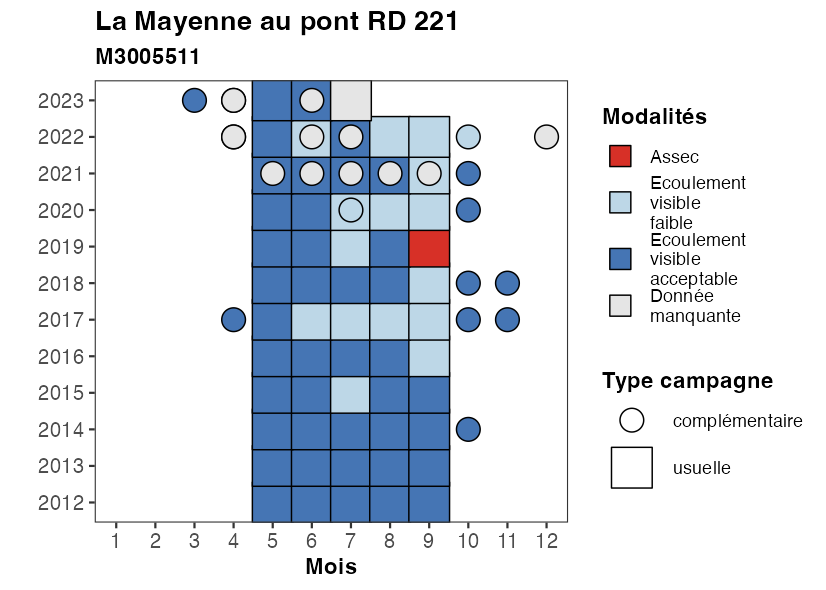 La Mayenne au pont RD 221
M3005511
2023
2022
2021
2020
2019
2018
2017
2016
2015
2014
2013
2012
1 2 3 4 5 6 7 8 9 10 11 12
Mois
Modalités
Assec
Ecoulement
visible
faible
Ecoulement
visible
acceptable
Donnée
manquante
Type campagne
complémentaire
usuelle